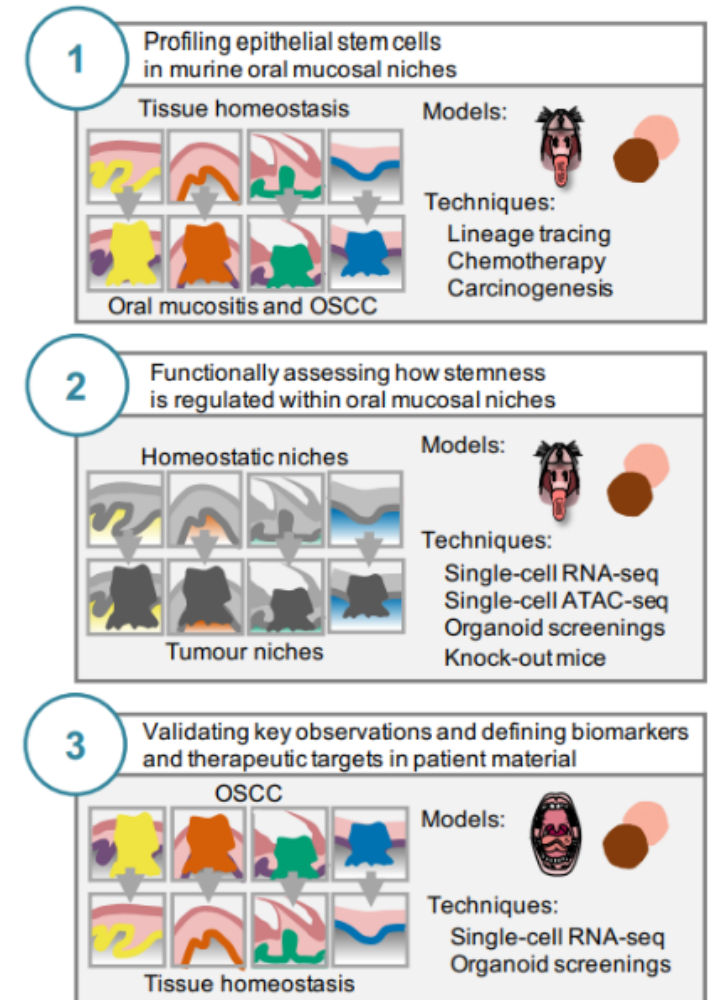 1
Profiling epithelial stem cells
in murine oral mucosal niches
Tissue homeostasis
Models:
Techniques:
Lineage tracing
Chemotherapy
Carcinogenesis
Oral mucositis and OSCC
2
Functionally assessing how stemness
is regulated within oral mucosal niches
Homeostatic niches
Models:
Techniques:
Single-cell RNA-seq
Single-cell ATAC-seq
Organoid screenings
Knock-out mice
Tumour niches
3
Validating key observations and defining biomarkers
and therapeutic targets in patient material
OSCC
Models:
Techniques:
Single-cell RNA-seq
Organoid screenings
Tissue homeostasis